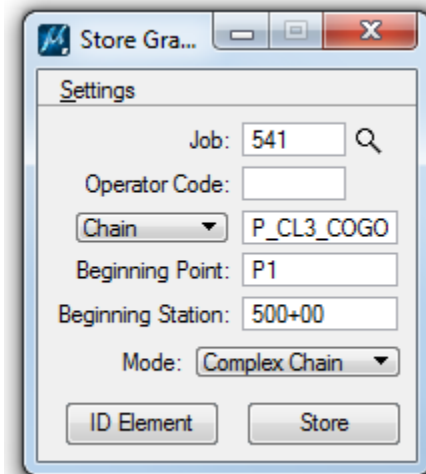 Store Gra...
Settings
Job: 541
Operator Code:
Chain P_CL3_COGO
Beginning Point: P1
Beginning Station: 500+00
Mode: Complex Chain
ID Element Store